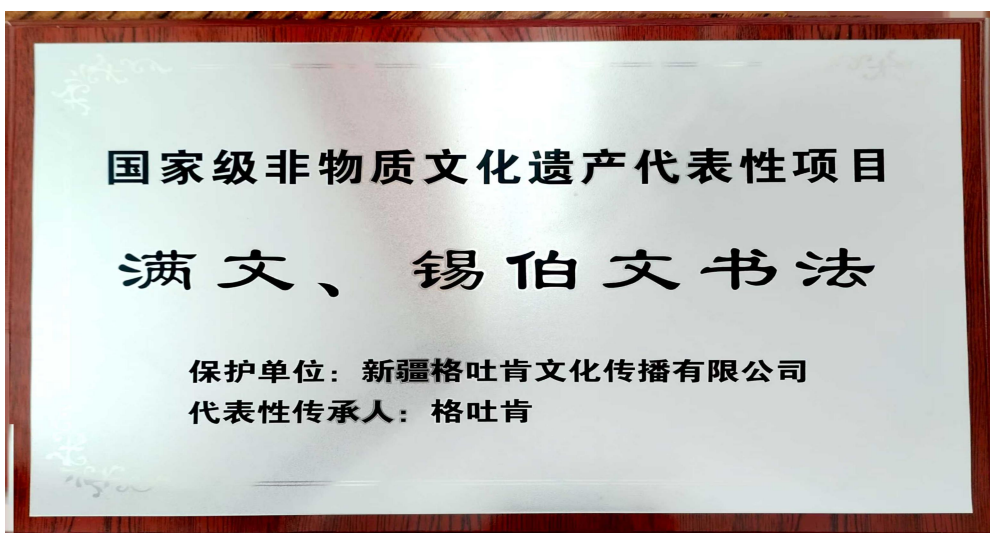 国家级非物质文化遗产代表性项目
满文、锡伯文书法
保护单位：新疆格吐肯文化传播有限公司
代表性传承人：格吐肯